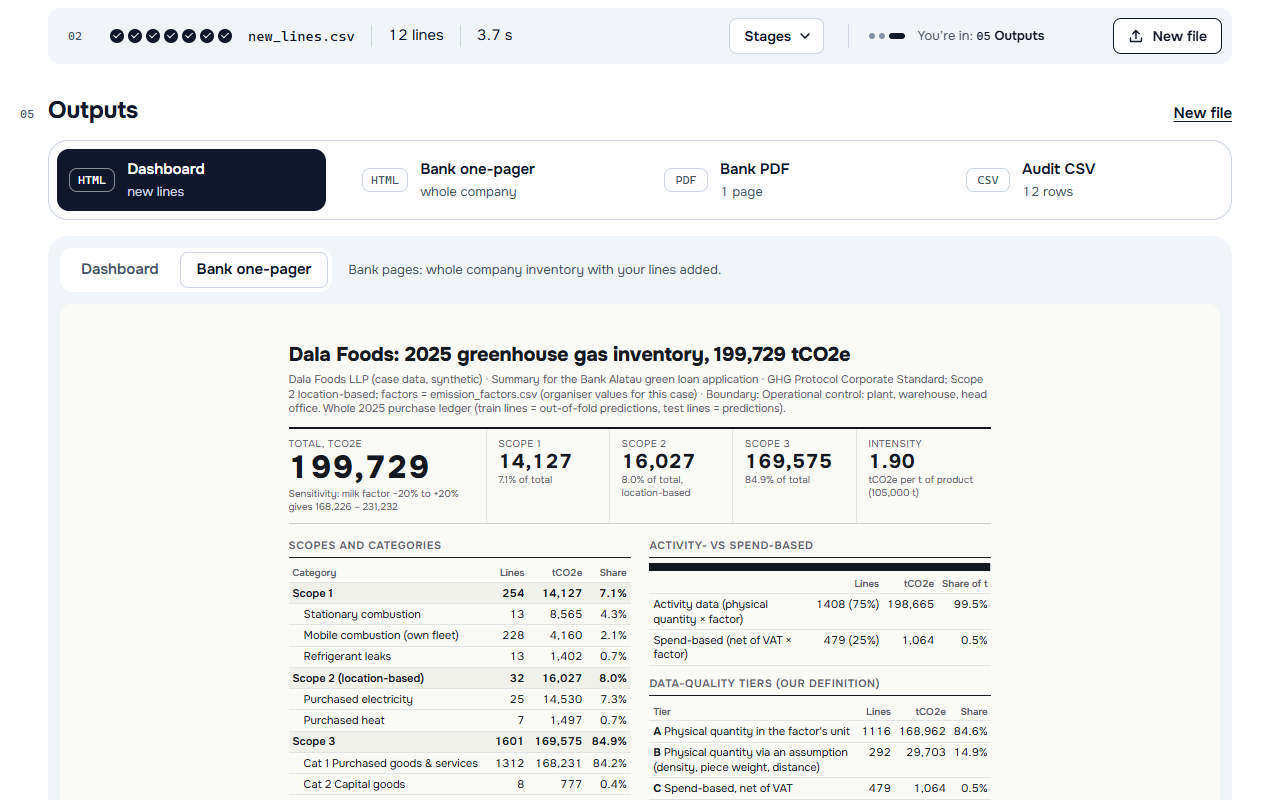 02 new_lines.csv 12 lines 3.7 s Stages You're in: 05 Outputs New file
05 Outputs New file
HTML Dashboard
new lines
HTML Bank one-pager
whole company
PDF Bank PDF
1 page
CSV Audit CSV
12 rows
Dashboard Bank one-pager Bank pages: whole company inventory with your lines added.
Dala Foods: 2025 greenhouse gas inventory, 199,729 tCO2e
Dala Foods LLP (case data, synthetic) · Summary for the Bank Alatau green loan application · GHG Protocol Corporate Standard; Scope
2 location-based; factors = emission_factors.csv (organiser values for this case) · Boundary: Operational control: plant, warehouse, head
office. Whole 2025 purchase ledger (train lines = out-of-fold predictions, test lines = predictions).
TOTAL, TCO2E
199,729
Sensitivity: milk factor −20% to +20%
gives 168,226 – 231,232
SCOPE 1
14,127
7.1% of total
SCOPE 2
16,027
8.0% of total,
location-based
SCOPE 3
169,575
84.9% of total
INTENSITY
1.90
tCO2e per t of product
(105,000 t)
SCOPES AND CATEGORIES
Category Lines tCO2e Share
Scope 1 254 14,127 7.1%
Stationary combustion 13 8,565 4.3%
Mobile combustion (own fleet) 228 4,160 2.1%
Refrigerant leaks 13 1,402 0.7%
Scope 2 (location-based) 32 16,027 8.0%
Purchased electricity 25 14,530 7.3%
Purchased heat 7 1,497 0.7%
Scope 3 1601 169,575 84.9%
Cat 1 Purchased goods & services 1312 168,231 84.2%
Cat 2 Capital goods 8 777 0.4%
ACTIVITY- VS SPEND-BASED
Lines tCO2e Share of t
Activity data (physical
quantity × factor) 1408 (75%) 198,665 99.5%
Spend-based (net of VAT ×
factor) 479 (25%) 1,064 0.5%
DATA-QUALITY TIERS (OUR DEFINITION)
Tier Lines tCO2e Share
A Physical quantity in the factor's unit 1116 168,962 84.6%
B Physical quantity via an assumption
(density, piece weight, distance) 292 29,703 14.9%
C Spend-based, net of VAT 479 1,064 0.5%